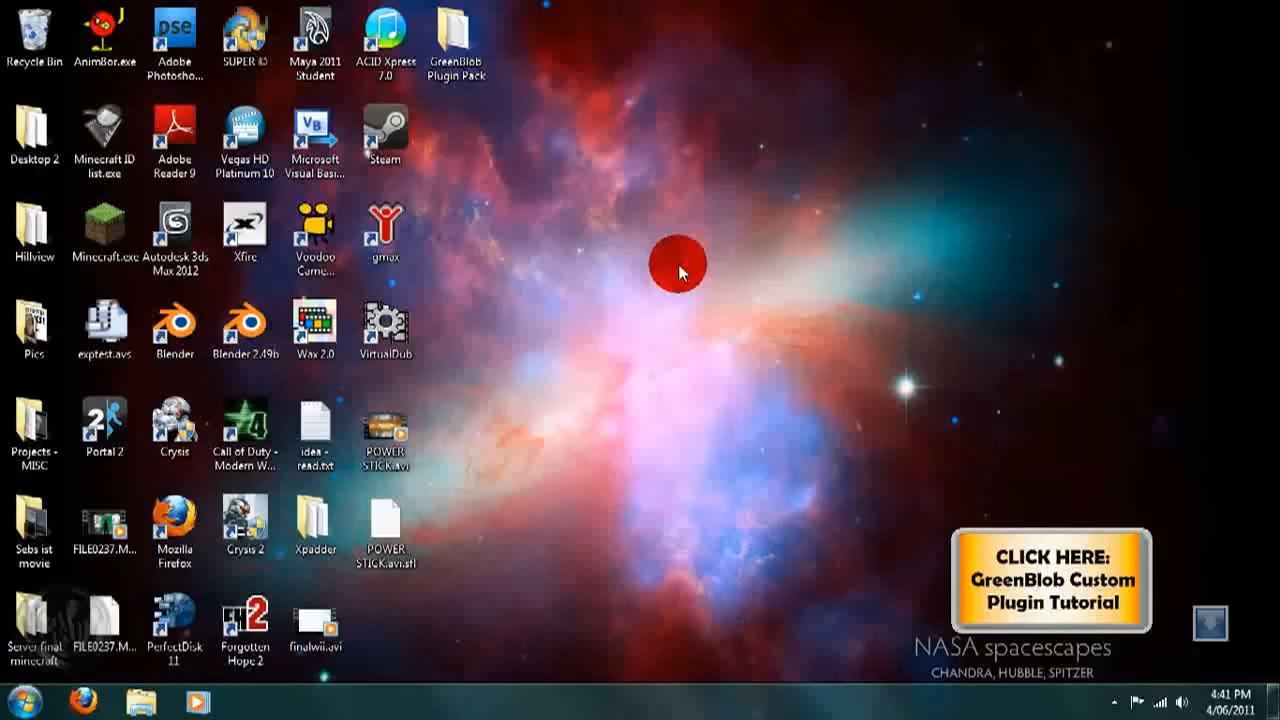 Recycle Bin
Anim8or.exe
Adobe
Photosho...
SUPER ©
Maya 2011
Student
ACID Xpress
7.0
GreenBlob
Plugin Pack
Desktop 2
Minecraft ID
list.exe
Adobe
Reader 9
Vegas HD
Platinum 10
Microsoft
Visual Basi...
Steam
Hillview
Minecraft.exe
Autodesk 3ds
Max 2012
Xfire
Voodoo
Came...
gmax
Pics
exptest.avs
Blender
Blender 2.49b
Wax 2.0
VirtualDub
Projects -
MISC
Portal 2
Crysis
Call of Duty -
Modern W...
idea -
read.txt
POWER
STICK.avi
Sebs ist
movie
FILE0237.M...
Mozilla
Firefox
Crysis 2
Xpadder
POWER
STICK.avi.sfl
Server final
minecraft
FILE0237.M...
PerfectDisk
11
Forgotten
Hope 2
finalwii.avi
CLICK HERE:
GreenBlob Custom
Plugin Tutorial
NASA spacescapes
CHANDRA, HUBBLE, SPITZER
4:41 PM
4/06/2011